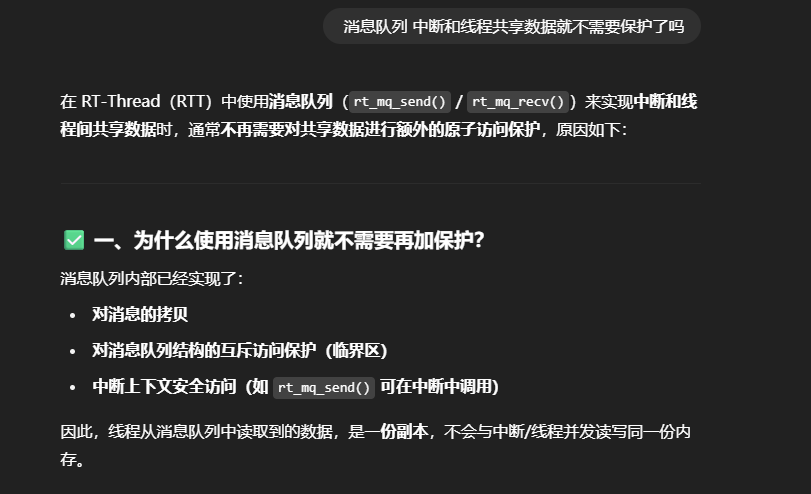 消息队列 中断和线程共享数据就不需要保护了吗
在 RT-Thread（RTT）中使用消息队列（rt_mq_send() / rt_mq_recv()）来实现中断和线
程间共享数据时，通常不再需要对共享数据进行额外的原子访问保护，原因如下：
✅ 一、为什么使用消息队列就不需要再加保护？
消息队列内部已经实现了：
• 对消息的拷贝
• 对消息队列结构的互斥访问保护（临界区）
• 中断上下文安全访问（如 rt_mq_send() 可在中断中调用）
因此，线程从消息队列中读取到的数据，是一份副本，不会与中断/线程并发读写同一份内
存。